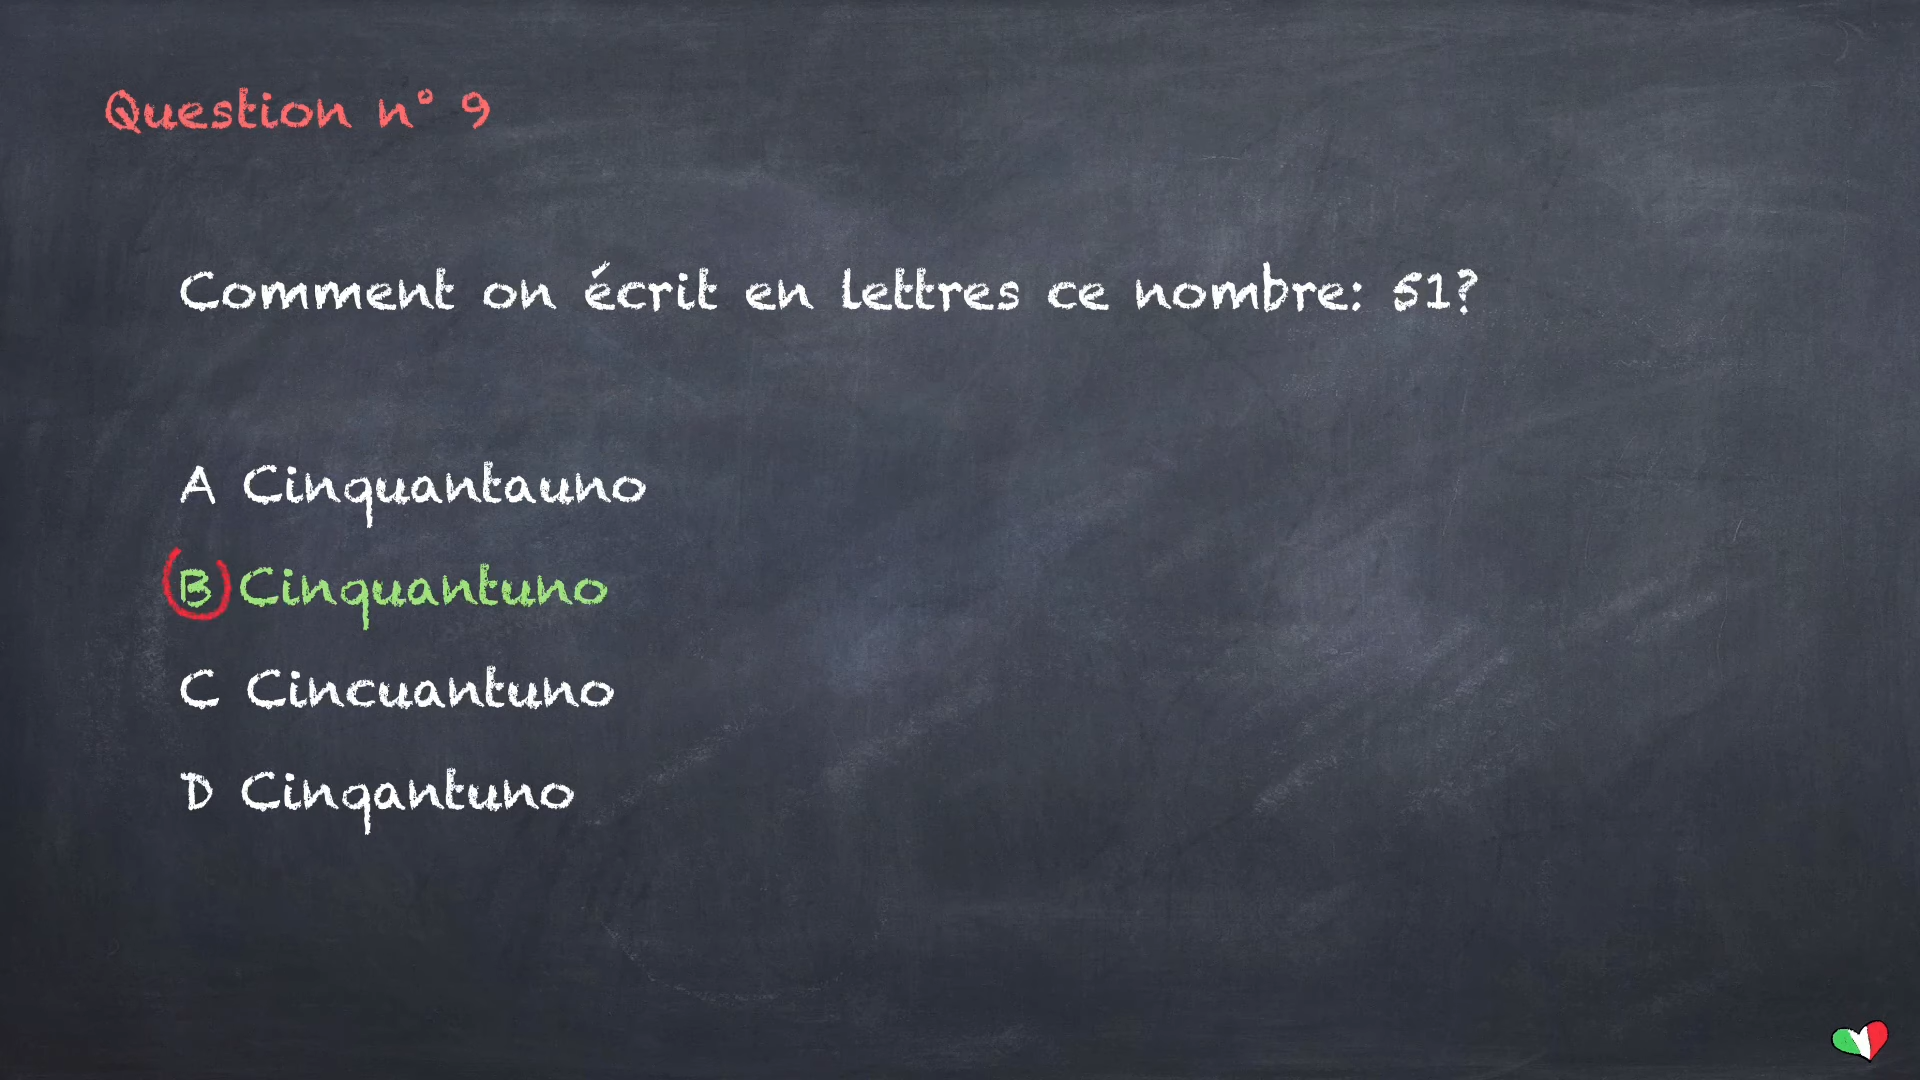 Question n° 9
Comment on écrit en lettres ce nombre: 51?
A Cinquantauno
B Cinquantuno
C Cincuantuno
D Cinqantuno